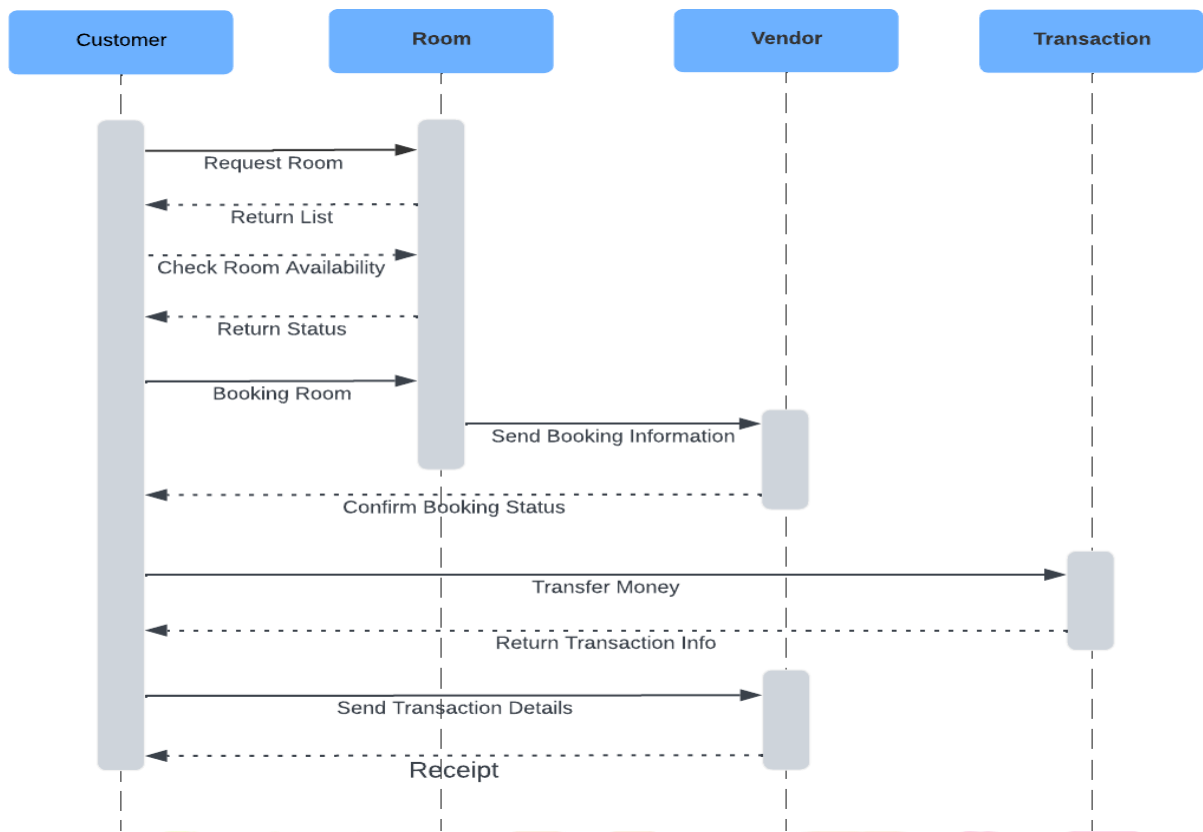 Customer
Room
Vendor
Transaction
Request Room
Return List
Check Room Availability
Return Status
Booking Room
Send Booking Information
Confirm Booking Status
Transfer Money
Return Transaction Info
Send Transaction Details
Receipt